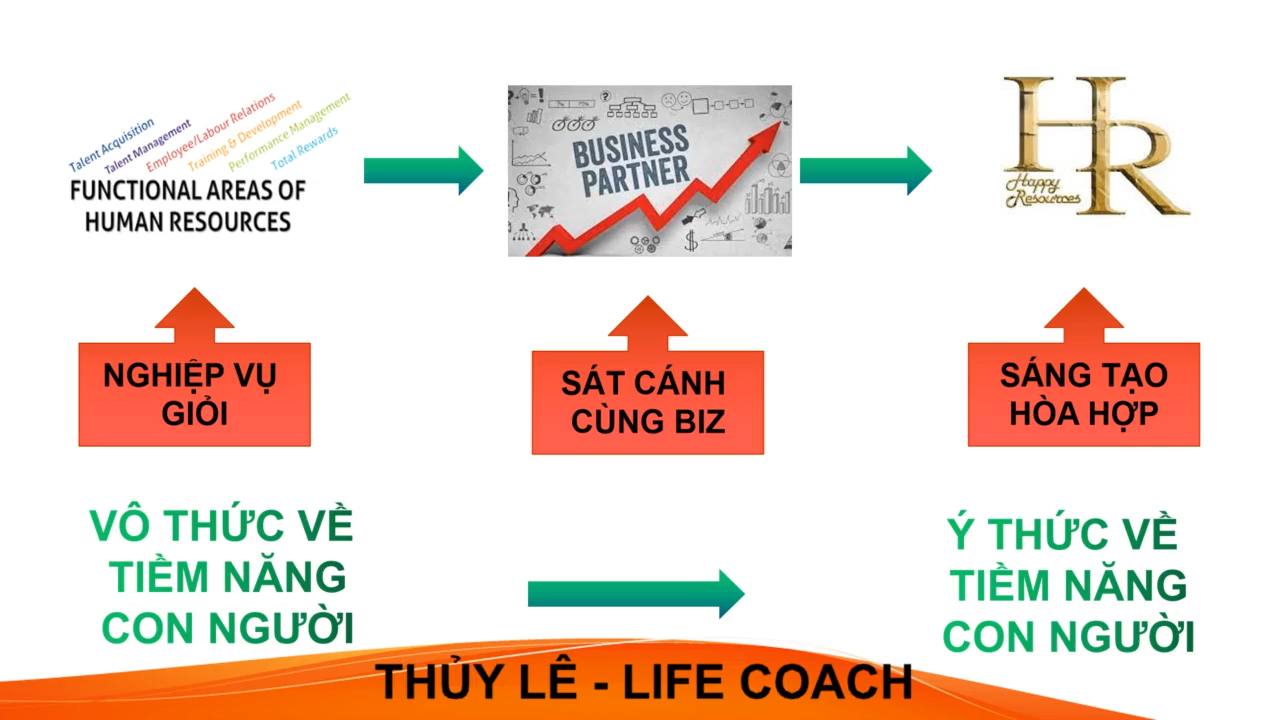 Talent Acquisition
Talent Management
Employee/Labour Relations
Training & Development
Performance Management
Total Rewards
FUNCTIONAL AREAS OF
HUMAN RESOURCES
BUSINESS
PARTNER
HR
Happy
Resources
NGHIỆP VỤ
GIỎI
SÁT CÁNH
CÙNG BIZ
SÁNG TẠO
HÒA HỢP
VÔ THỨC VỀ
TIỀM NĂNG
CON NGƯỜI
Ý THỨC VỀ
TIỀM NĂNG
CON NGƯỜI
THỦY LÊ - LIFE COACH